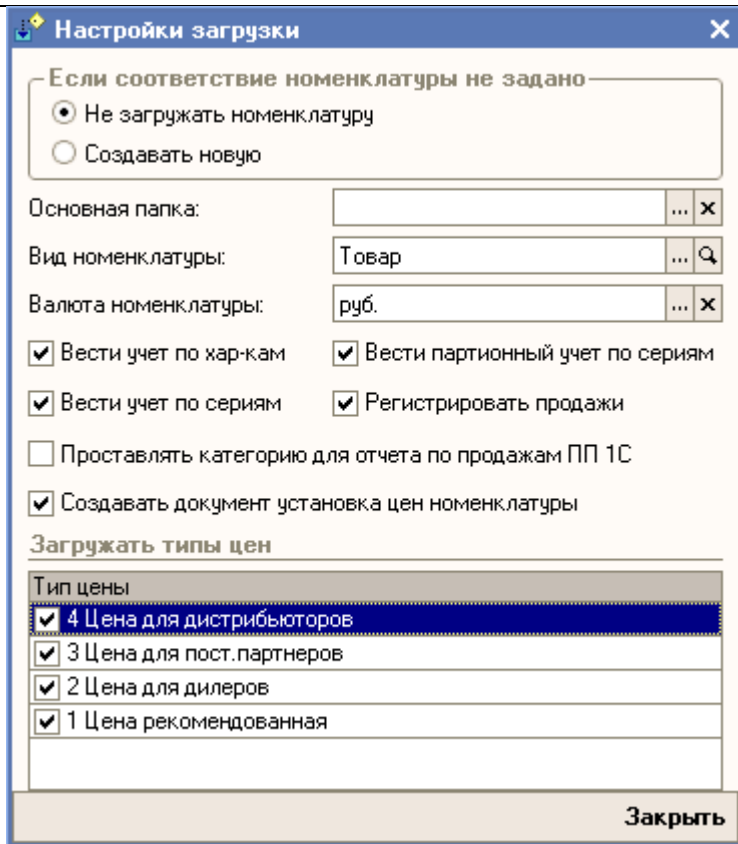 Настройки загрузки
Если соответствие номенклатуры не задано
Не загружать номенклатуру
Создавать новую
Основная папка: ...
Вид номенклатуры: Товар ...
Валюта номенклатуры: руб. ...
Вести учет по хар-кам Вести партионный учет по сериям
Вести учет по сериям Регистрировать продажи
Проставлять категорию для отчета по продажам ПП 1С
Создавать документ установка цен номенклатуры
Загружать типы цен
Тип цены
4 Цена для дистрибьюторов
3 Цена для пост.партнеров
2 Цена для дилеров
1 Цена рекомендованная
Закрыть